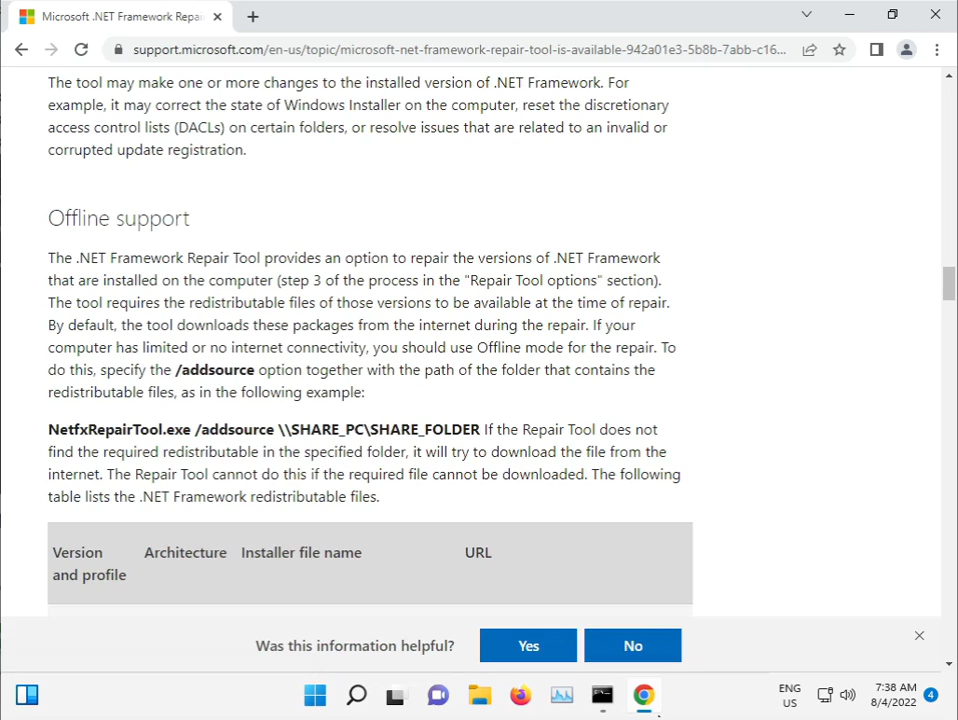 Microsoft .NET Framework Repa
support.microsoft.com/en-us/topic/microsoft-net-framework-repair-tool-is-available-942a01e3-5b8b-7abb-c16...
The tool may make one or more changes to the installed version of .NET Framework. For
example, it may correct the state of Windows Installer on the computer, reset the discretionary
access control lists (DACLs) on certain folders, or resolve issues that are related to an invalid or
corrupted update registration.
Offline support
The .NET Framework Repair Tool provides an option to repair the versions of .NET Framework
that are installed on the computer (step 3 of the process in the "Repair Tool options" section).
The tool requires the redistributable files of those versions to be available at the time of repair.
By default, the tool downloads these packages from the internet during the repair. If your
computer has limited or no internet connectivity, you should use Offline mode for the repair. To
do this, specify the /addsource option together with the path of the folder that contains the
redistributable files, as in the following example:
NetfxRepairTool.exe /addsource \\SHARE_PC\SHARE_FOLDER If the Repair Tool does not
find the required redistributable in the specified folder, it will try to download the file from the
internet. The Repair Tool cannot do this if the required file cannot be downloaded. The following
table lists the .NET Framework redistributable files.
Version and profile
Architecture
Installer file name
URL
Was this information helpful?
Yes
No
ENG
US
7:38 AM
8/4/2022
4